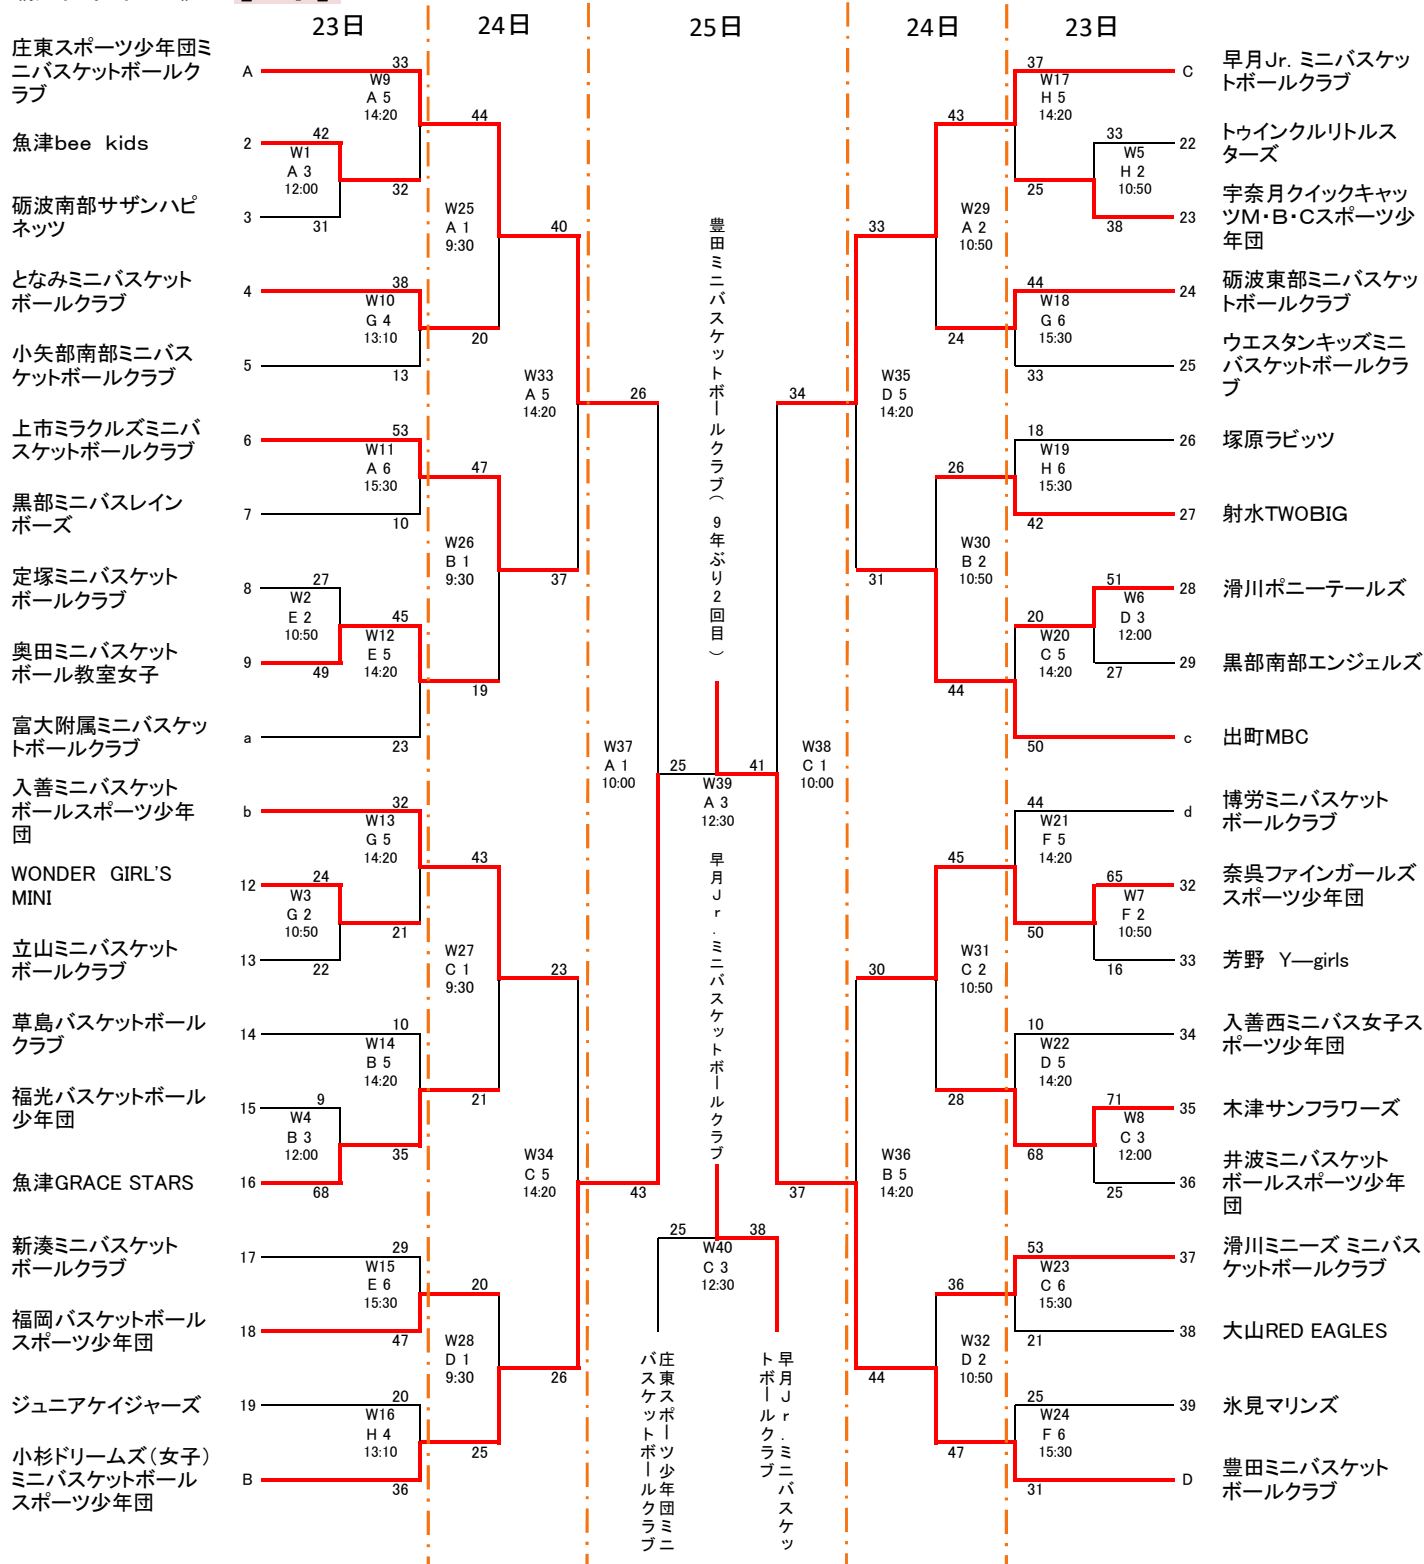 23日
24日
25日
24日
23日
庄東スポーツ少年団ミ
ニバスケットボールク
ラブ
A
33
W9
A 5
14:20
魚津bee kids
2
42
W1
A 3
12:00
32
砺波南部サザンハピ
ネッツ
3
31
44
W25
A 1
9:30
となみミニバスケット
ボールクラブ
4
38
W10
G 4
13:10
20
小矢部南部ミニバス
ケットボールクラブ
5
13
40
W33
A 5
14:20
上市ミラクルズミニバ
スケットボールクラブ
6
53
W11
A 6
15:30
黒部ミニバスレイン
ボーズ
7
10
47
W26
B 1
9:30
37
定塚ミニバスケット
ボールクラブ
8
27
W2
E 2
10:50
45
W12
E 5
14:20
奥田ミニバスケット
ボール教室女子
9
49
19
富大附属ミニバスケッ
トボールクラブ
a
23
26
W37
A 1
10:00
入善ミニバスケット
ボールスポーツ少年
団
b
32
W13
G 5
14:20
WONDER GIRL'S
MINI
12
24
W3
G 2
10:50
21
立山ミニバスケット
ボールクラブ
13
22
43
W27
C 1
9:30
23
草島バスケットボール
クラブ
14
10
W14
B 5
14:20
福光バスケットボール
少年団
15
9
W4
B 3
12:00
35
21
魚津GRACE STARS
16
68
W34
C 5
14:20
43
新湊ミニバスケット
ボールクラブ
17
29
W15
E 6
15:30
20
福岡バスケットボール
スポーツ少年団
18
47
W28
D 1
9:30
26
ジュニアケイジャーズ
19
20
W16
H 4
13:10
25
小杉ドリームズ(女子)
ミニバスケットボール
スポーツ少年団
B
36
豊田ミニバスケットボールクラブ(9年ぶり2回目)
25
41
W39
A 3
12:30
早月Jr.ミニバスケットボールクラブ
25
38
W40
C 3
12:30
庄東スポーツ少年団ミニ
バスケットボールクラブ
早月Jr.ミニバスケッ
トボールクラブ
34
W38
C 1
10:00
37
33
W35
D 5
14:20
31
30
W36
B 5
14:20
44
43
W29
A 2
10:50
24
26
W30
B 2
10:50
44
45
W31
C 2
10:50
28
36
W32
D 2
10:50
47
37
W17
H 5
14:20
25
C
早月Jr. ミニバスケッ
トボールクラブ
33
W5
H 2
10:50
38
22
トゥインクルリトルス
ターズ
23
宇奈月クイックキャッ
ツM・B・Cスポーツ少
年団
44
W18
G 6
15:30
33
24
砺波東部ミニバスケッ
トボールクラブ
25
ウエスタンキッズミニ
バスケットボールクラ
ブ
18
W19
H 6
15:30
42
26
塚原ラビッツ
27
射水TWOBIG
20
W20
C 5
14:20
50
51
W6
D 3
12:00
27
28
滑川ポニーテールズ
29
黒部南部エンジェルズ
c
出町MBC
44
W21
F 5
14:20
50
d
博労ミニバスケット
ボールクラブ
65
W7
F 2
10:50
16
32
奈呉ファインガールズ
スポーツ少年団
33
芳野 Y―girls
10
W22
D 5
14:20
68
34
入善西ミニバス女子ス
ポーツ少年団
71
W8
C 3
12:00
25
35
木津サンフラワーズ
36
井波ミニバスケット
ボールスポーツ少年
団
53
W23
C 6
15:30
21
37
滑川ミニーズ ミニバス
ケットボールクラブ
38
大山RED EAGLES
25
W24
F 6
15:30
31
39
氷見マリンズ
D
豊田ミニバスケット
ボールクラブ